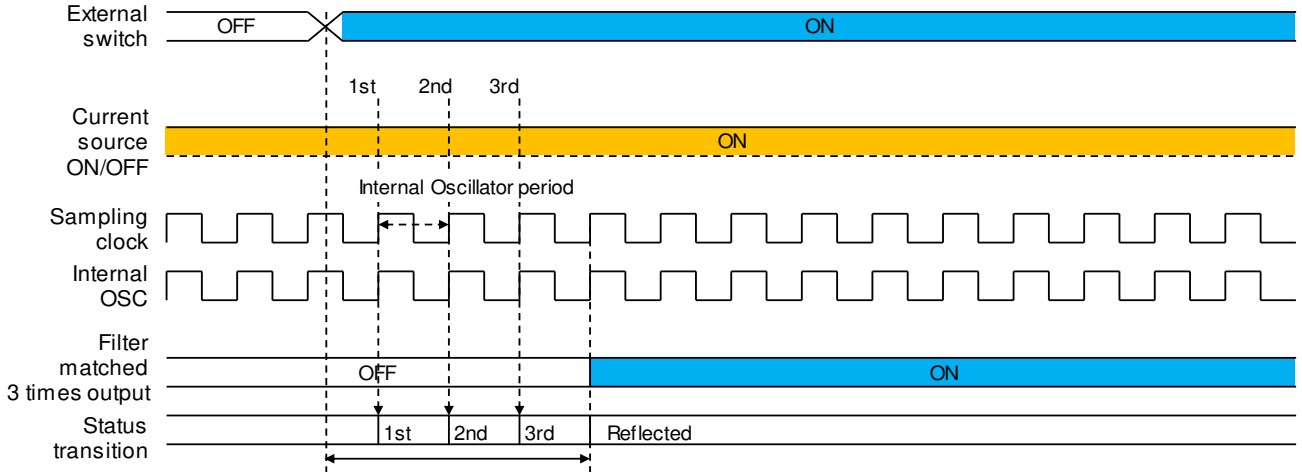 External
switch
OFF
ON
1st
2nd
3rd
Current
source
ON/OFF
ON
Internal Oscillator period
Sampling
clock
Internal
OSC
Filter
matched
3 times output
OFF
ON
Status
transition
1st
2nd
3rd
Reflected